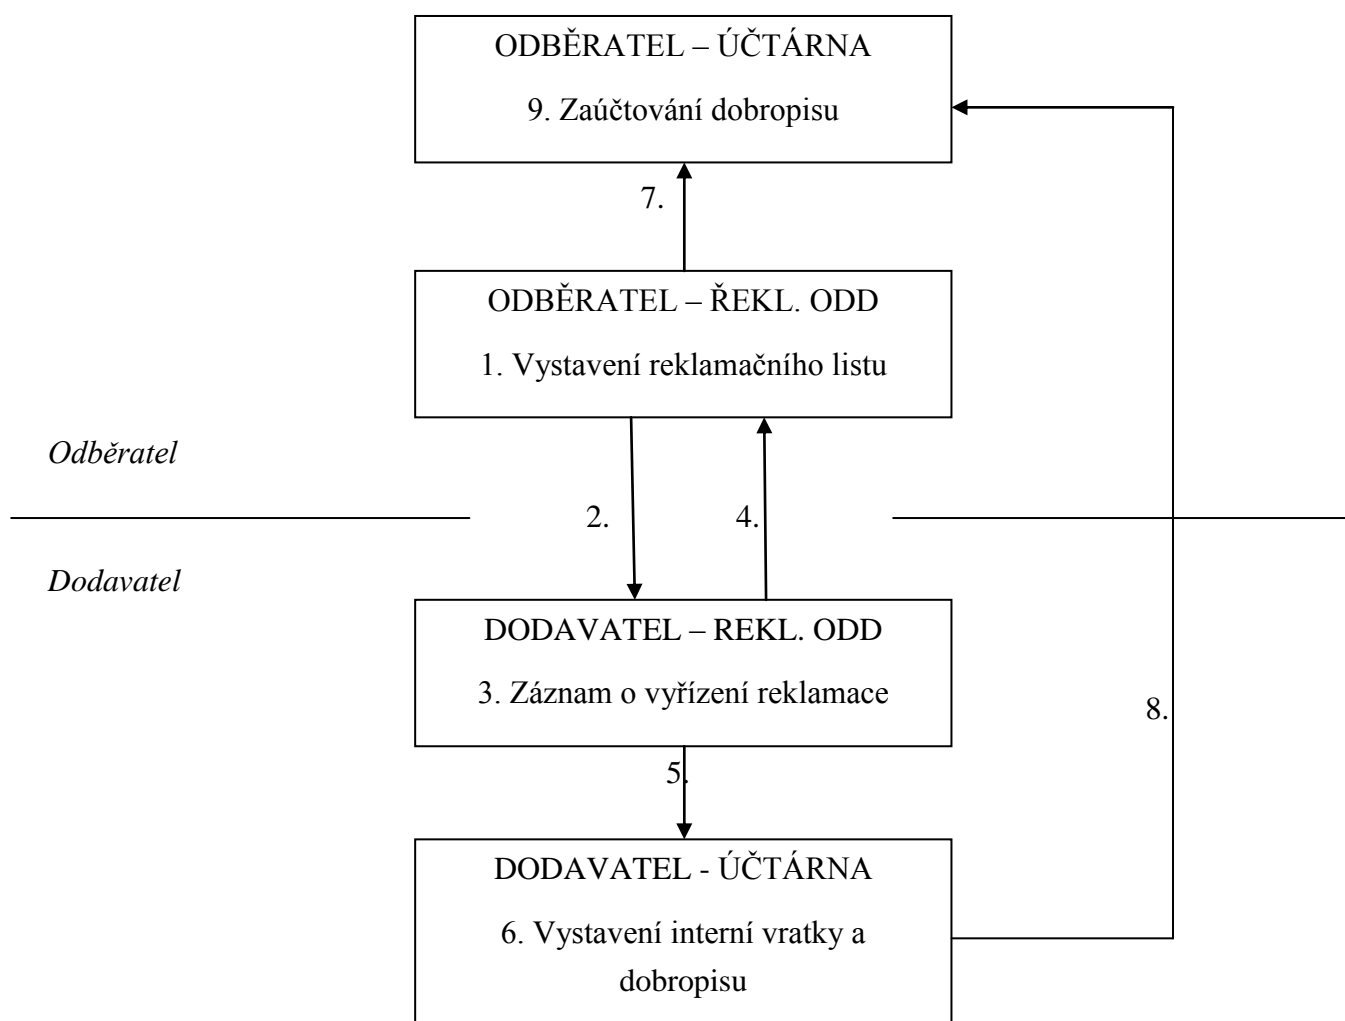 ODBĚRATEL – ÚČTÁRNA
9. Zaúčtování dobropisu
7.
ODBĚRATEL – ŘEKL. ODD
1. Vystavení reklamačního listu
Odběratel
2.
4.
Dodavatel
DODAVATEL – REKL. ODD
3. Záznam o vyřízení reklamace
8.
5.
DODAVATEL - ÚČTÁRNA
6. Vystavení interní vratky a
dobropisu